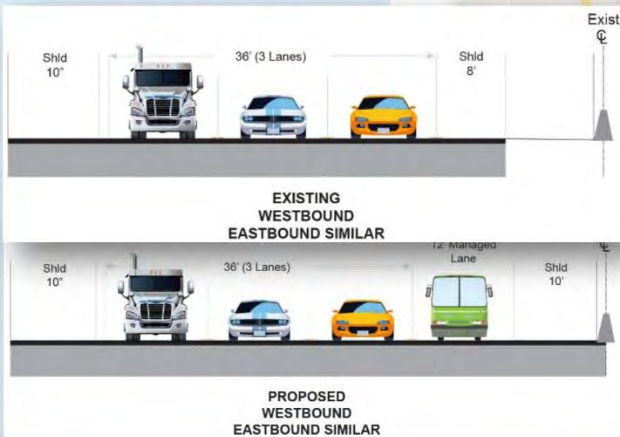 Exist
℄
Shld
10"
36' (3 Lanes)
Shld
8'
EXISTING
WESTBOUND
EASTBOUND SIMILAR
12' Managed
Lane
℄
Shld
10"
36' (3 Lanes)
Shld
10'
PROPOSED
WESTBOUND
EASTBOUND SIMILAR